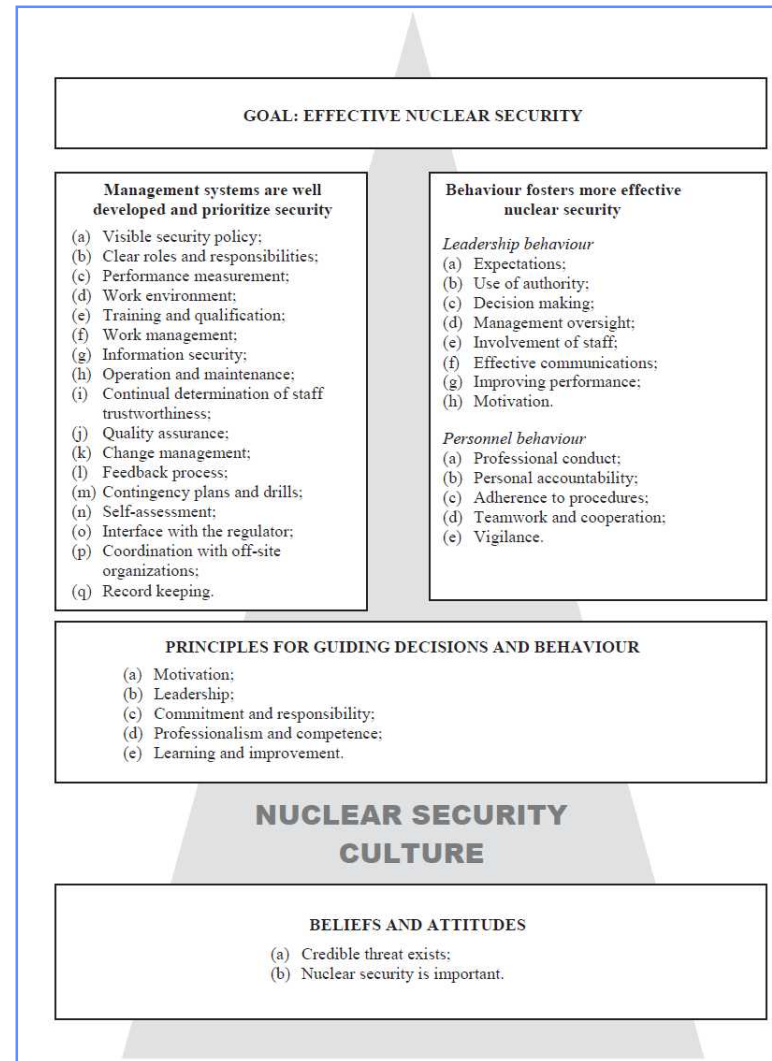 GOAL: EFFECTIVE NUCLEAR SECURITY
Management systems are well
developed and prioritize security
(a) Visible security policy;
(b) Clear roles and responsibilities;
(c) Performance measurement;
(d) Work environment;
(e) Training and qualification;
(f) Work management;
(g) Information security;
(h) Operation and maintenance;
(i) Continual determination of staff
trustworthiness;
(j) Quality assurance;
(k) Change management;
(l) Feedback process;
(m) Contingency plans and drills;
(n) Self-assessment;
(o) Interface with the regulator;
(p) Coordination with off-site
organizations;
(q) Record keeping.
Behaviour fosters more effective
nuclear security
Leadership behaviour
(a) Expectations;
(b) Use of authority;
(c) Decision making;
(d) Management oversight;
(e) Involvement of staff;
(f) Effective communications;
(g) Improving performance;
(h) Motivation.
Personnel behaviour
(a) Professional conduct;
(b) Personal accountability;
(c) Adherence to procedures;
(d) Teamwork and cooperation;
(e) Vigilance.
PRINCIPLES FOR GUIDING DECISIONS AND BEHAVIOUR
(a) Motivation;
(b) Leadership;
(c) Commitment and responsibility;
(d) Professionalism and competence;
(e) Learning and improvement.
NUCLEAR SECURITY
CULTURE
BELIEFS AND ATTITUDES
(a) Credible threat exists;
(b) Nuclear security is important.